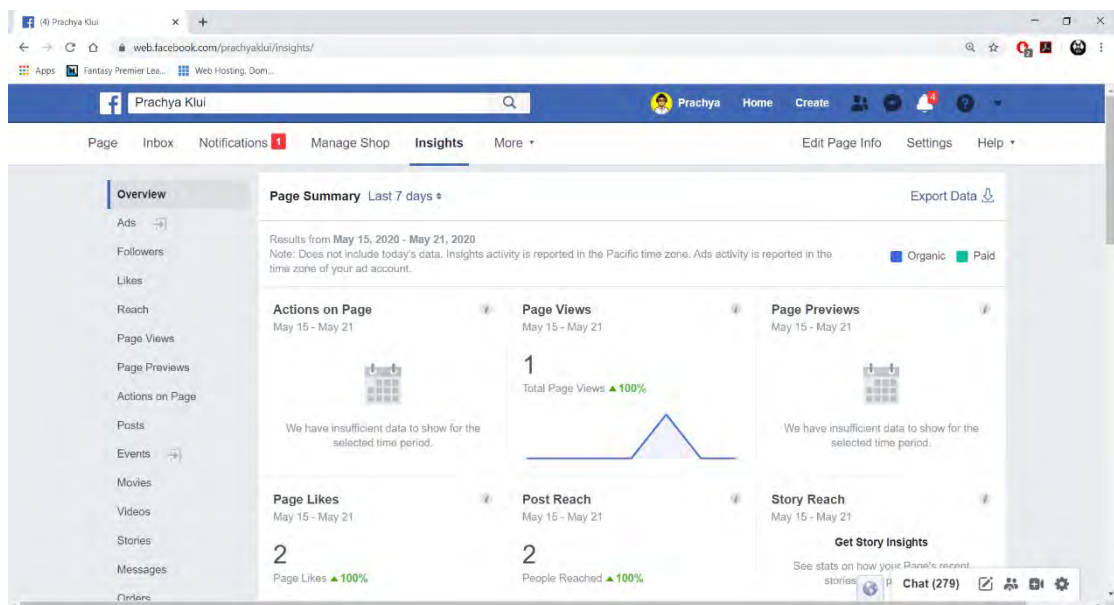 (4) Prachya Klui
web.facebook.com/prachyaklui/insights/
Apps
Fantasy Premier Lea...
Web Hosting, Dom...
Prachya Klui
Prachya
Home
Create
4
Page
Inbox
Notifications 1
Manage Shop
Insights
More
Edit Page Info
Settings
Help
Overview
Ads
Followers
Likes
Reach
Page Views
Page Previews
Actions on Page
Posts
Events
Movies
Videos
Stories
Messages
Orders
Page Summary Last 7 days
Export Data
Results from May 15, 2020 - May 21, 2020
Note: Does not include today's data. Insights activity is reported in the Pacific time zone. Ads activity is reported in the
time zone of your ad account.
Organic
Paid
Actions on Page
May 15 - May 21
We have insufficient data to show for the
selected time period.
Page Views
May 15 - May 21
1
Total Page Views ▲ 100%
Page Previews
May 15 - May 21
We have insufficient data to show for the
selected time period.
Page Likes
May 15 - May 21
2
Page Likes ▲ 100%
Post Reach
May 15 - May 21
2
People Reached ▲ 100%
Story Reach
May 15 - May 21
Get Story Insights
See stats on how your Page's recent
stories
Chat (279)